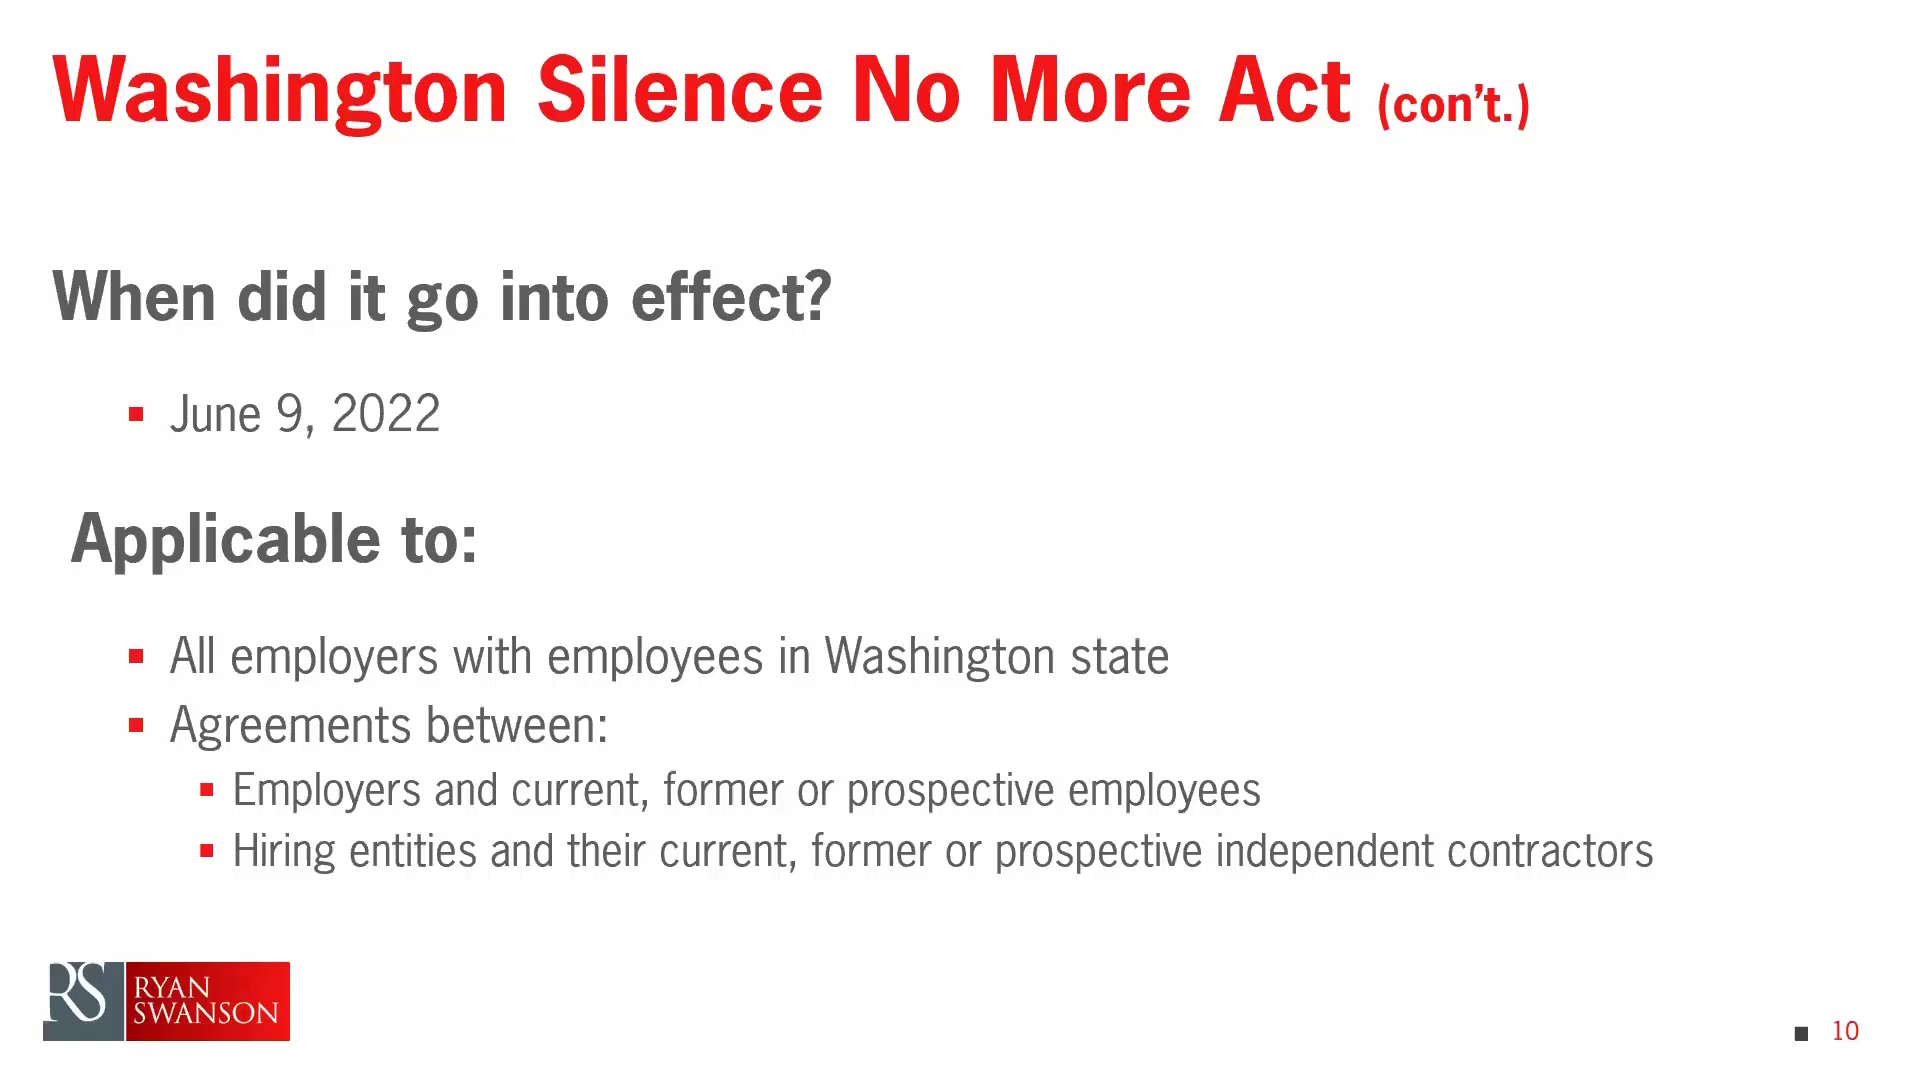 Washington Silence No More Act (con’t.)
When did it go into effect?
June 9, 2022
Applicable to:
All employers with employees in Washington state
Agreements between:
Employers and current, former or prospective employees
Hiring entities and their current, former or prospective independent contractors
RS RYAN
SWANSON
10